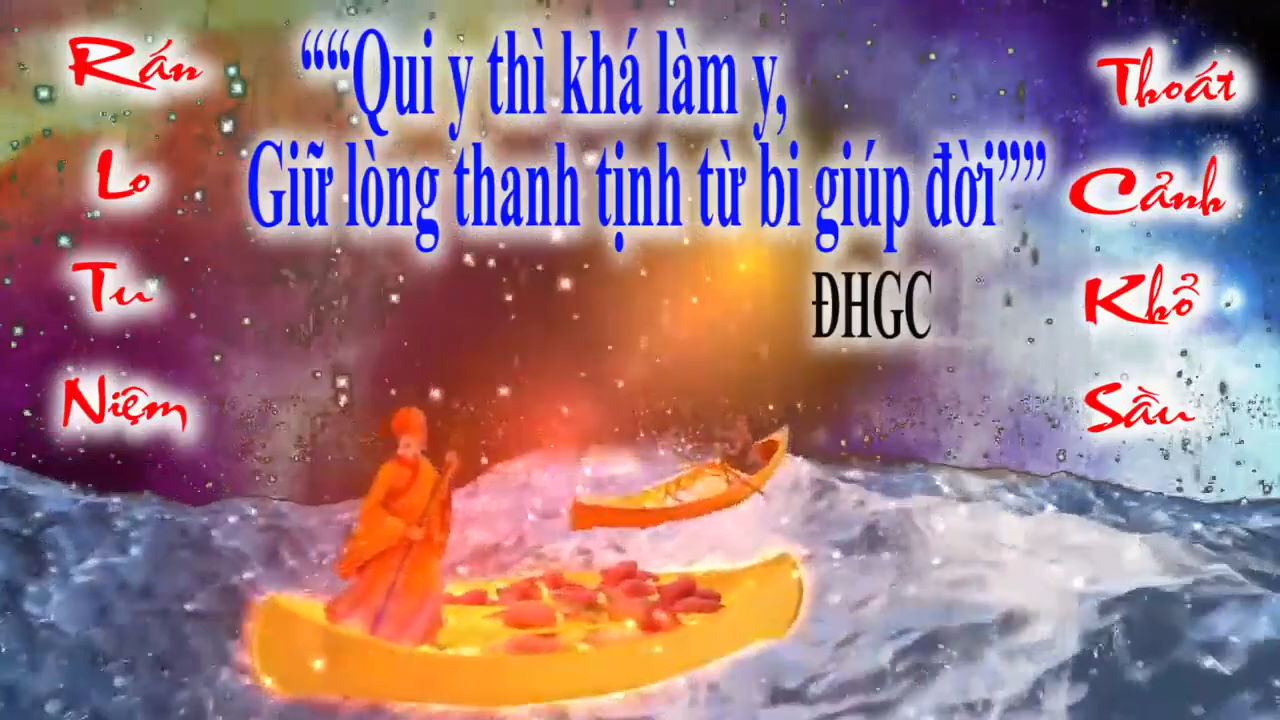 Rán
Lo
Tu
Niệm
““Qui y thì khá làm y,
Giữ lòng thanh tịnh từ bi giúp đời””
ĐHGC
Thoát
Cảnh
Khổ
Sầu